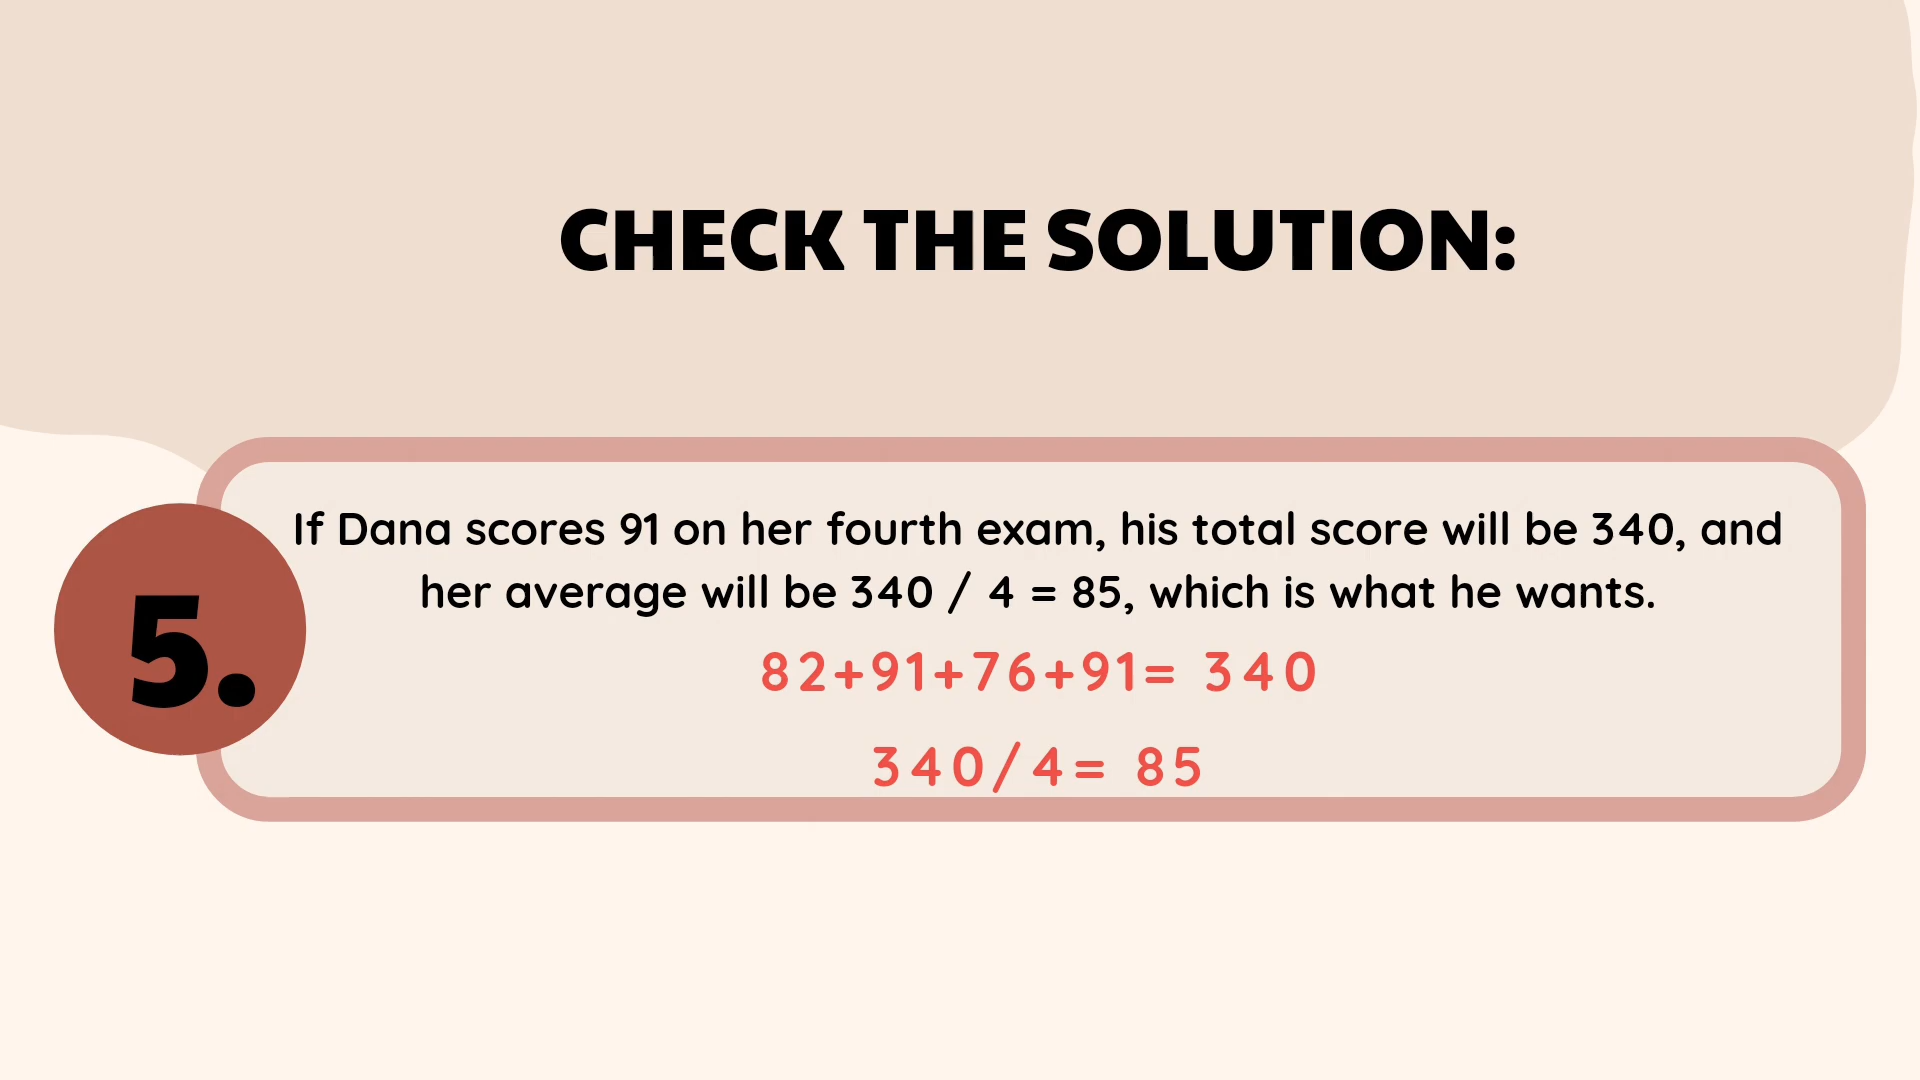 CHECK THE SOLUTION:
5.
If Dana scores 91 on her fourth exam, his total score will be 340, and
her average will be 340 / 4 = 85, which is what he wants.
82+91+76+91= 340
340/4= 85